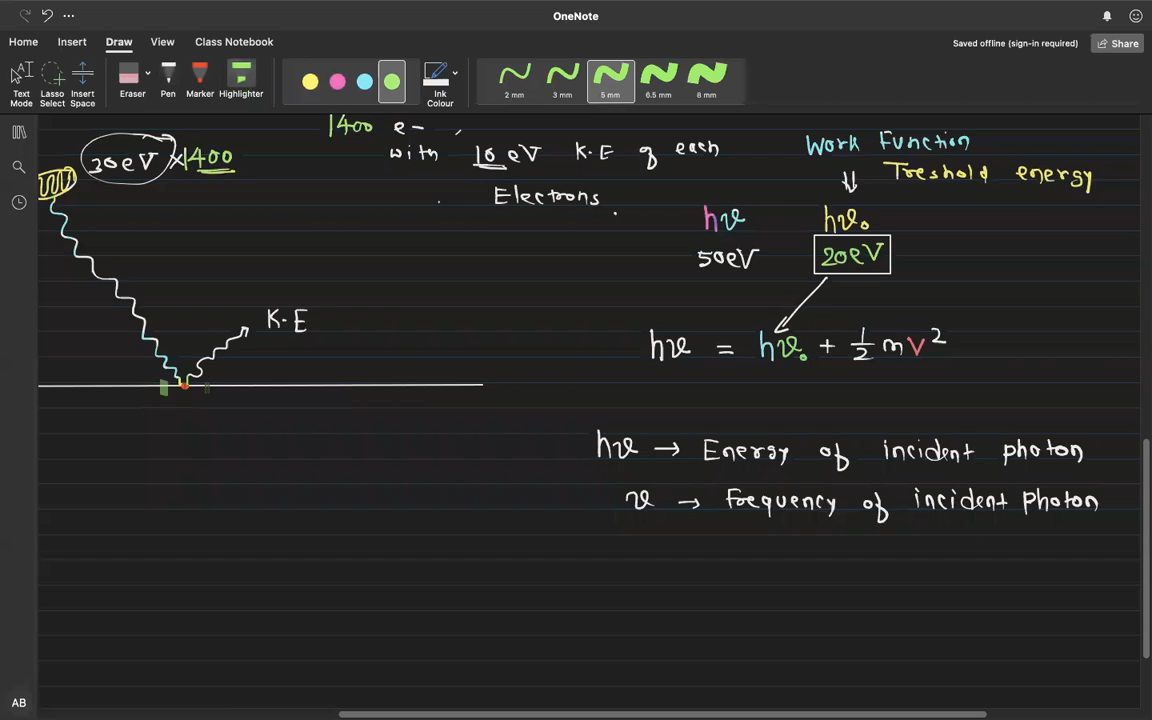 OneNote
Home Insert Draw View Class Notebook
Saved offline (sign-in required) Share
Text Mode
Lasso Select
Insert Space
Eraser
Pen
Marker
Highlighter
Ink Colour
2 mm
3 mm
5 mm
6.5 mm
8 mm
1400 e-
30eV ×1400
with 10 eV K.E of each
Electrons
Work Function
Treshold energy
hν hν₀
50eV 20eV
K.E
hν = hν₀ + 1/2 mv²
hν → Energy of incident photon
ν → Frequency of incident photon
AB